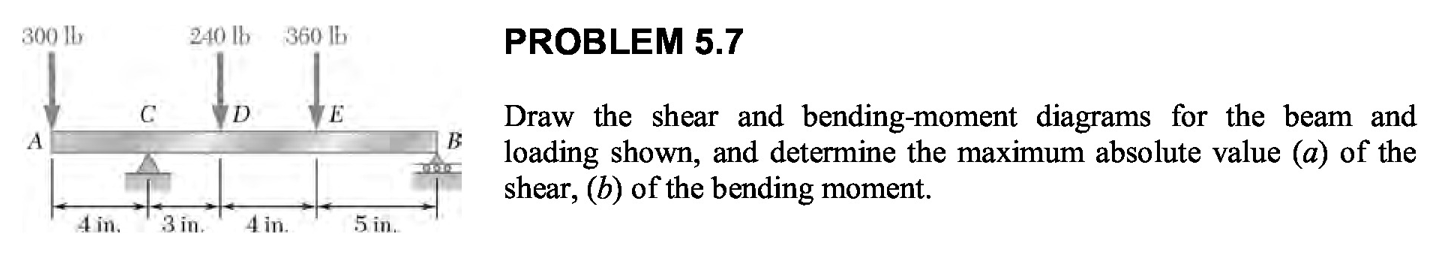 300 lb
240 lb
360 lb
A
C
D
E
B
4 in.
3 in.
4 in.
5 in.
PROBLEM 5.7
Draw the shear and bending-moment diagrams for the beam and
loading shown, and determine the maximum absolute value (a) of the
shear, (b) of the bending moment.